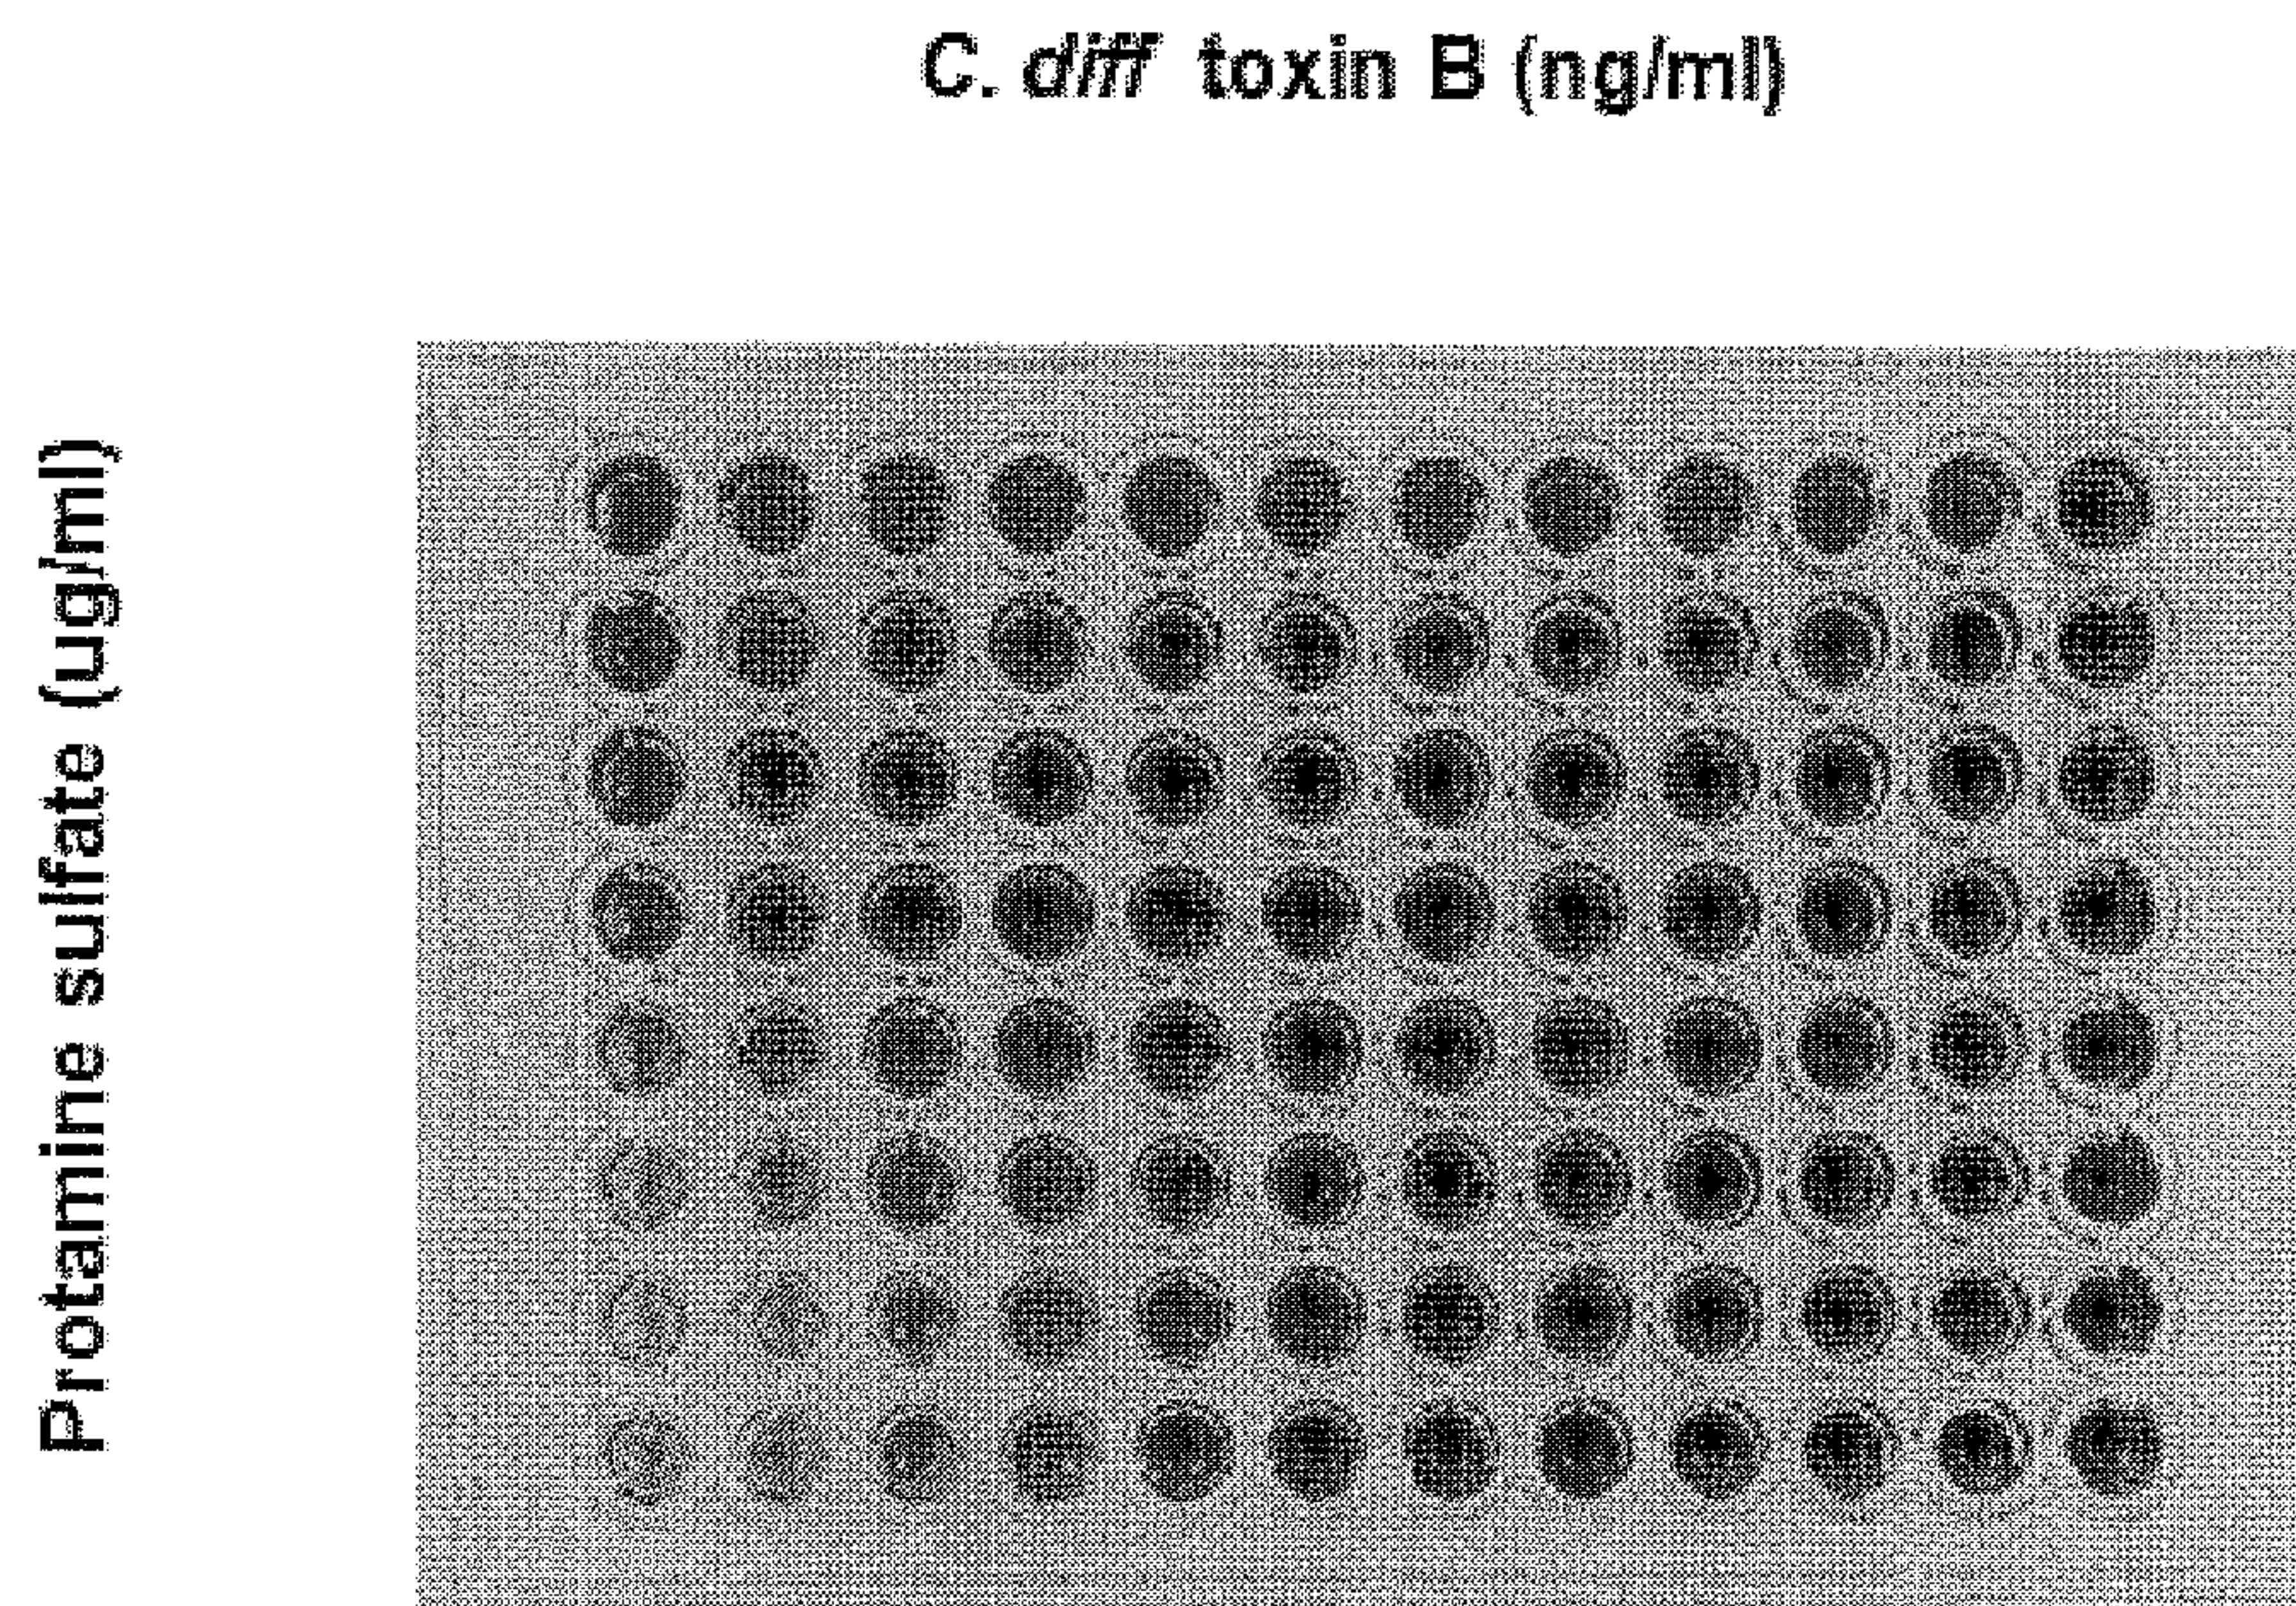 C. diff toxin B (ng/ml)
Protamine sulfate (ug/ml)